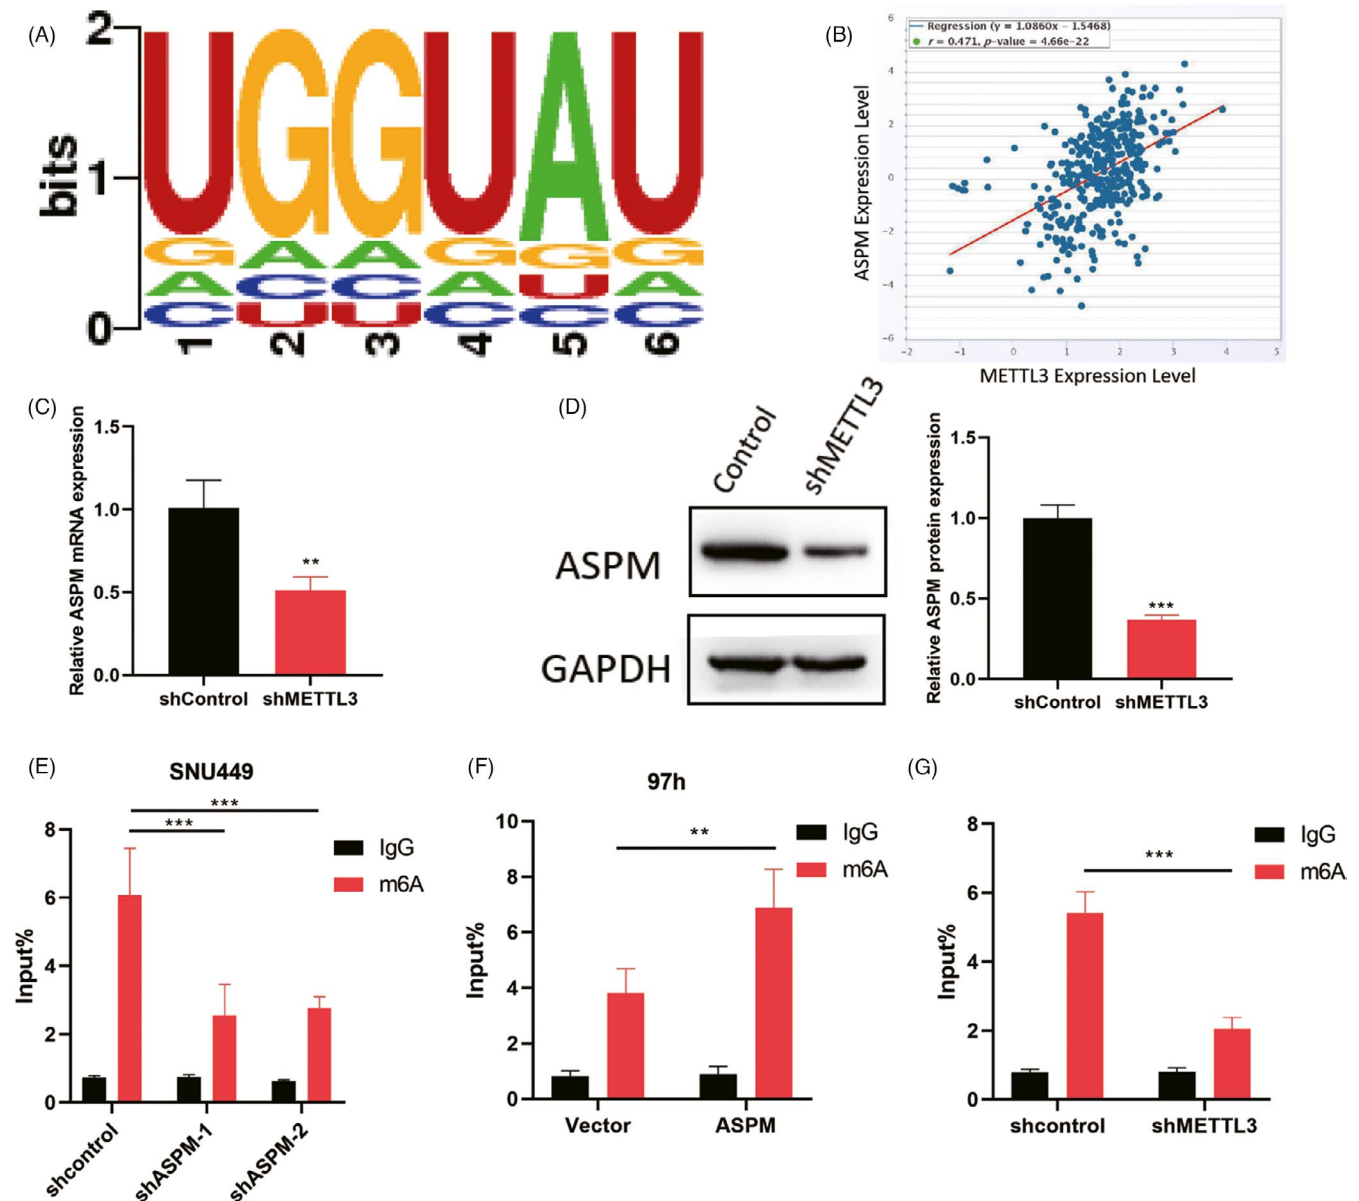 (A)
2
1
0
bits
U G G U A U
G A A G G G
A C C A U A
C U U C C C
1 2 3 4 5 6
(B)
Regression (y = 1.0860x − 1.5468)
r = 0.471, p-value = 4.66e-22
6
4
2
0
−2
−4
−6
−2 −1 0 1 2 3 4 5
ASPM Expression Level
METTL3 Expression Level
(C)
Relative ASPM mRNA expression
1.5
1.0
0.5
0.0
**
shControl shMETTL3
(D)
Control shMETTL3
ASPM
GAPDH
Relative ASPM protein expression
1.5
1.0
0.5
0.0
***
shControl shMETTL3
(E)
SNU449
***
***
IgG
m6A
Input%
8
6
4
2
0
shcontrol shASPM-1 shASPM-2
(F)
97h
**
IgG
m6A
Input%
10
8
6
4
2
0
Vector ASPM
(G)
***
IgG
m6A
Input%
8
6
4
2
0
shcontrol shMETTL3